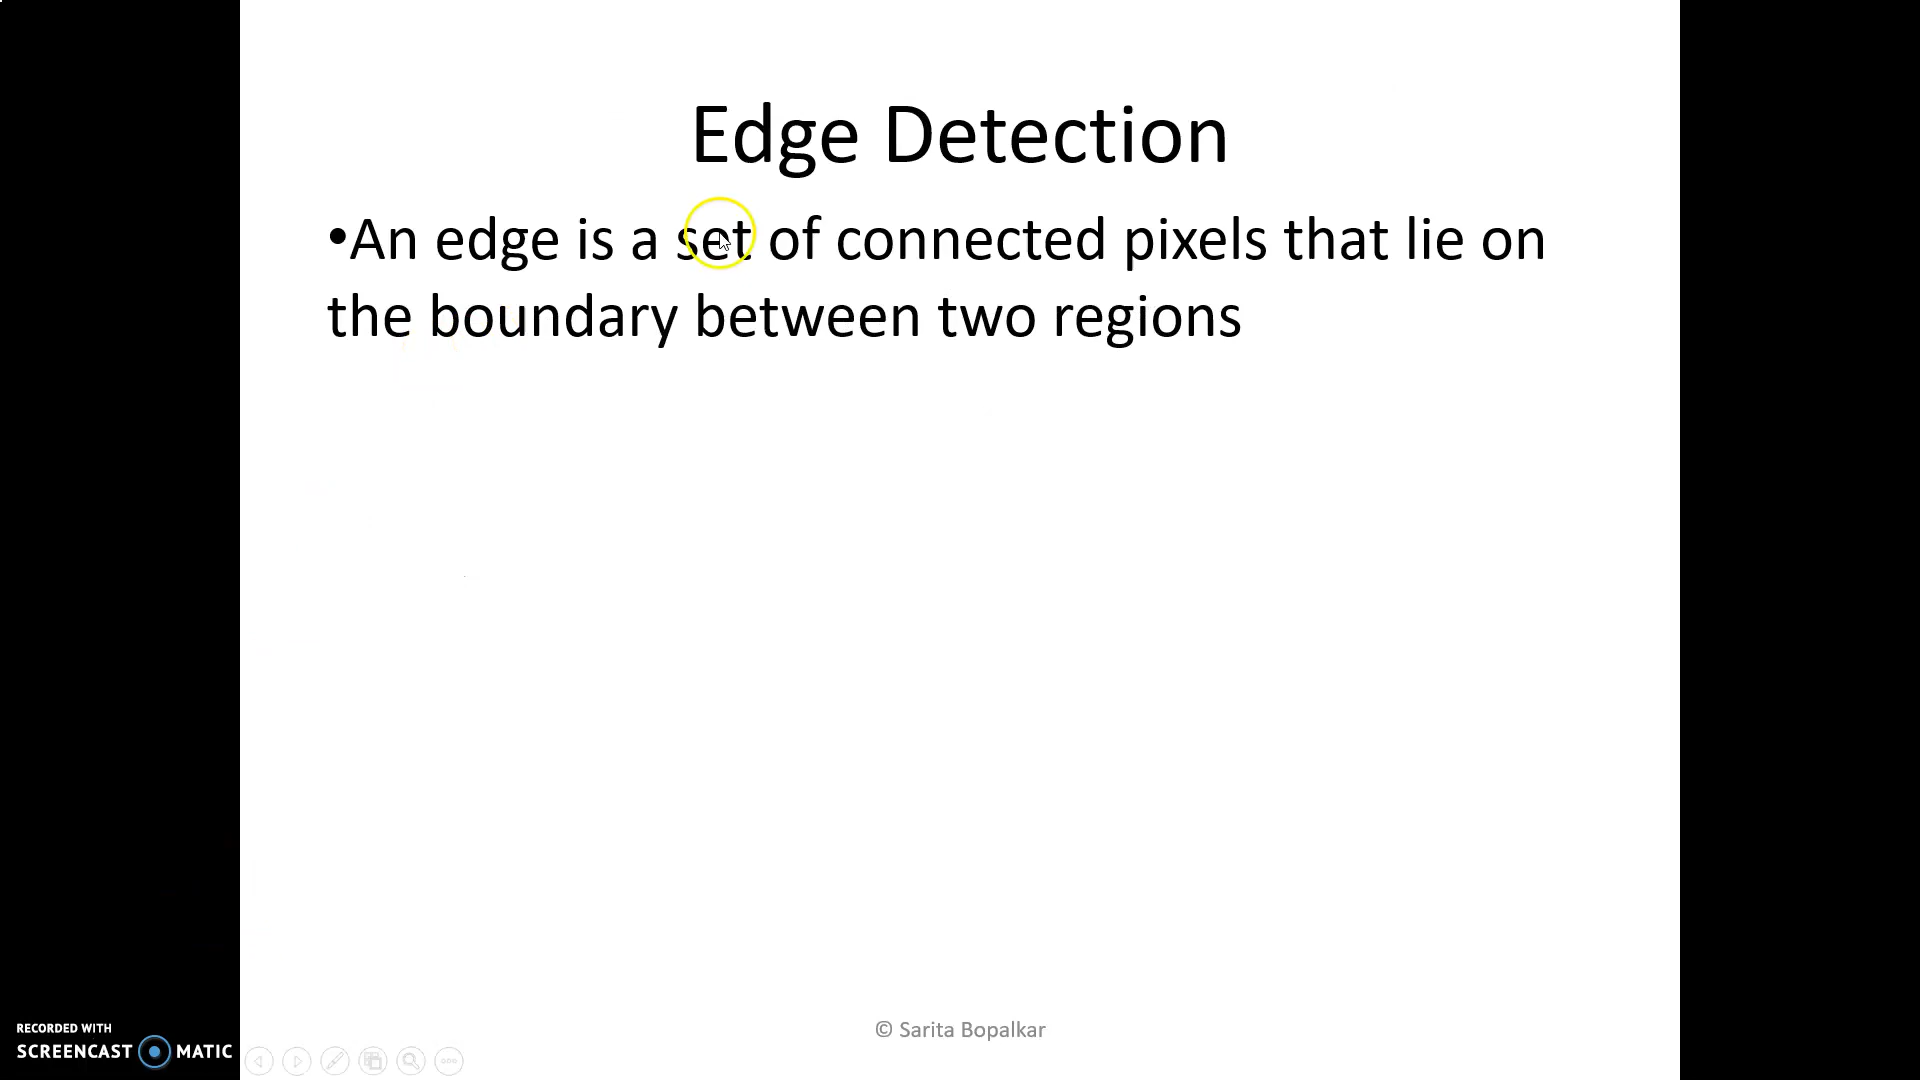 Edge Detection
•An edge is a set of connected pixels that lie on
the boundary between two regions
© Sarita Bopalkar
RECORDED WITH
SCREENCAST MATIC